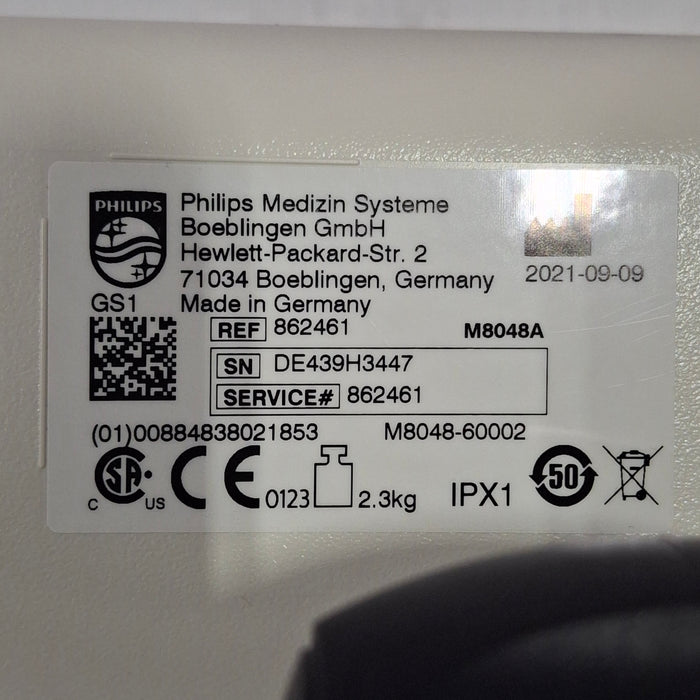 PHILIPS
Philips Medizin Systeme
Boeblingen GmbH
Hewlett-Packard-Str. 2
71034 Boeblingen, Germany
Made in Germany
2021-09-09
GS1
REF 862461 M8048A
SN DE439H3447
SERVICE# 862461
(01)00884838021853 M8048-60002
C SA US CE 0123 2.3kg IPX1 50